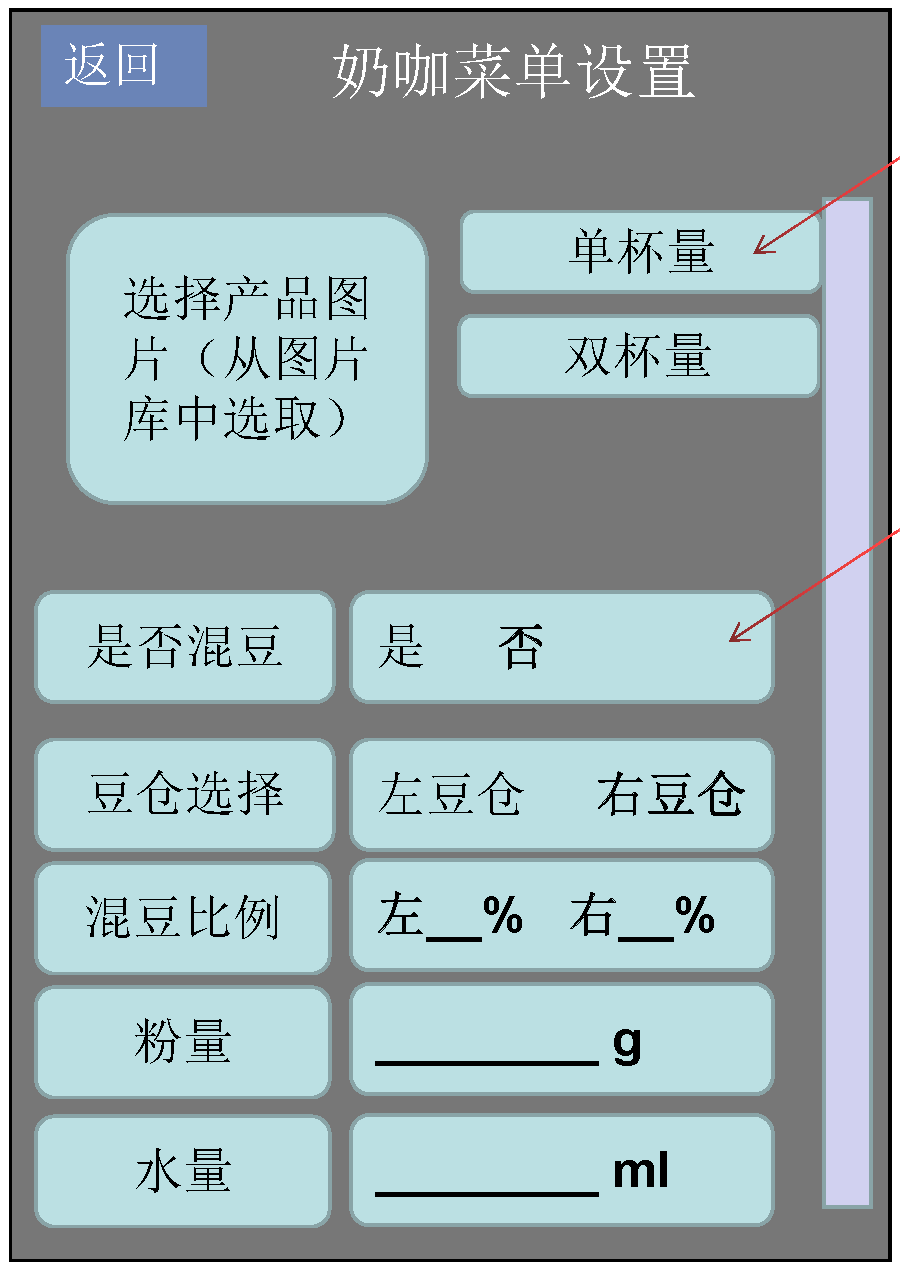 返回
奶咖菜单设置
选择产品图
片（从图片
库中选取）
单杯量
双杯量
是否混豆
是 否
豆仓选择
左豆仓 右豆仓
混豆比例
左__% 右__%
粉量
________ g
水量
________ ml